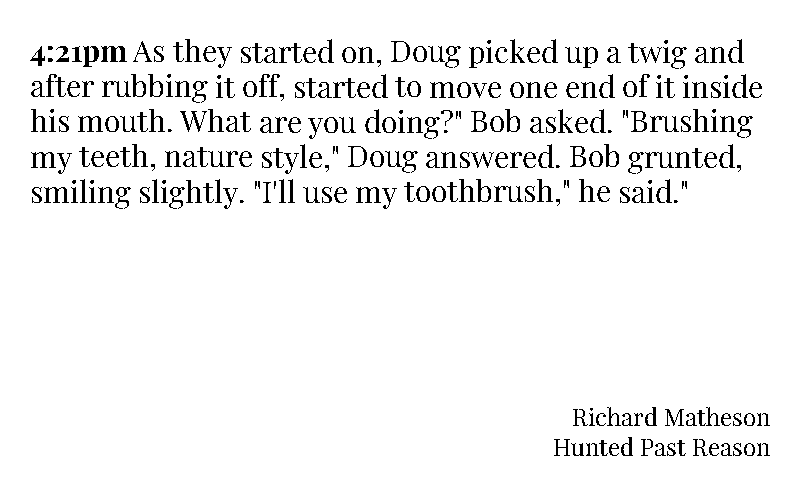 4:21pm As they started on, Doug picked up a twig and
after rubbing it off, started to move one end of it inside
his mouth. What are you doing?" Bob asked. "Brushing
my teeth, nature style," Doug answered. Bob grunted,
smiling slightly. "I'll use my toothbrush," he said."
Richard Matheson
Hunted Past Reason